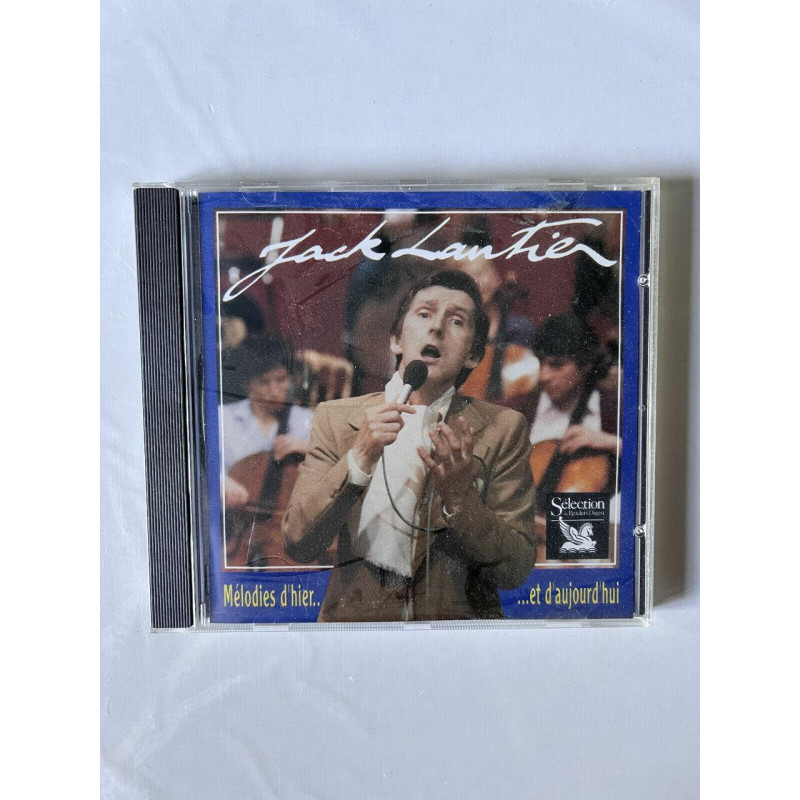 Jack Lantier
Sélection
du Reader's Digest
Mélodies d'hier..
...et d'aujourd'hui